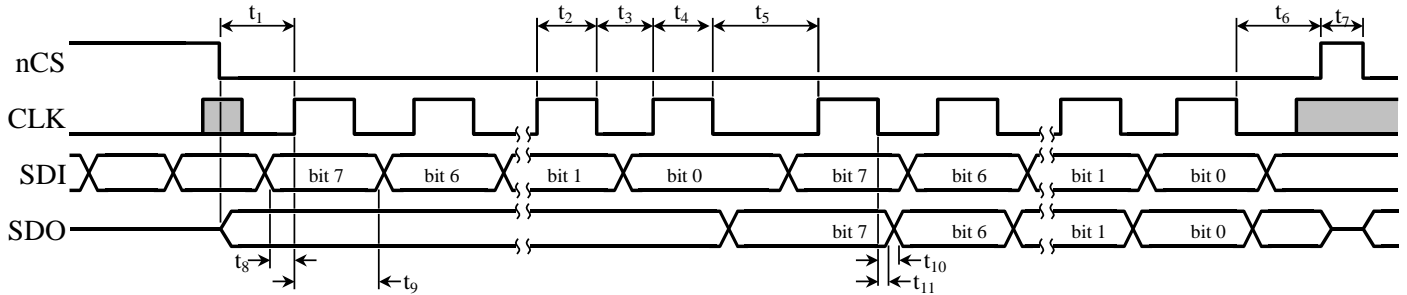 t1 t2 t3 t4 t5 t6 t7
nCS
CLK
SDI bit 7 bit 6 bit 1 bit 0 bit 7 bit 6 bit 1 bit 0
SDO bit 7 bit 6 bit 1 bit 0
t8 t10
t9 t11